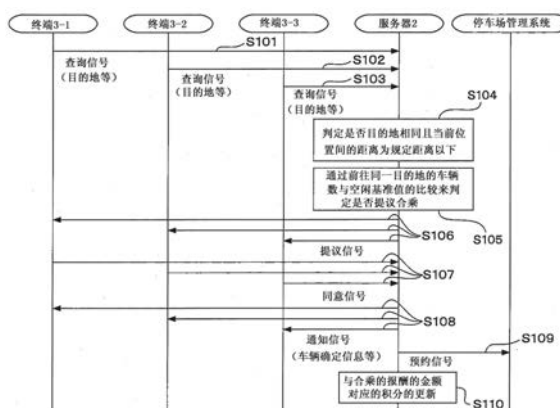 终端3-1
终端3-2
终端3-3
服务器2
停车场管理系统
S101
查询信号
（目的地等）
S102
查询信号
（目的地等）
S103
查询信号
（目的地等）
S104
判定是否目的地相同且当前位
置间的距离为规定距离以下
通过前往同一目的地的车辆
数与空闲基准值的比较来判
定是否提议合乘
S105
S106
提议信号
S107
同意信号
S108
通知信号
（车辆确定信息等）
S109
预约信号
与合乘的报酬的金额
对应的积分的更新
S110